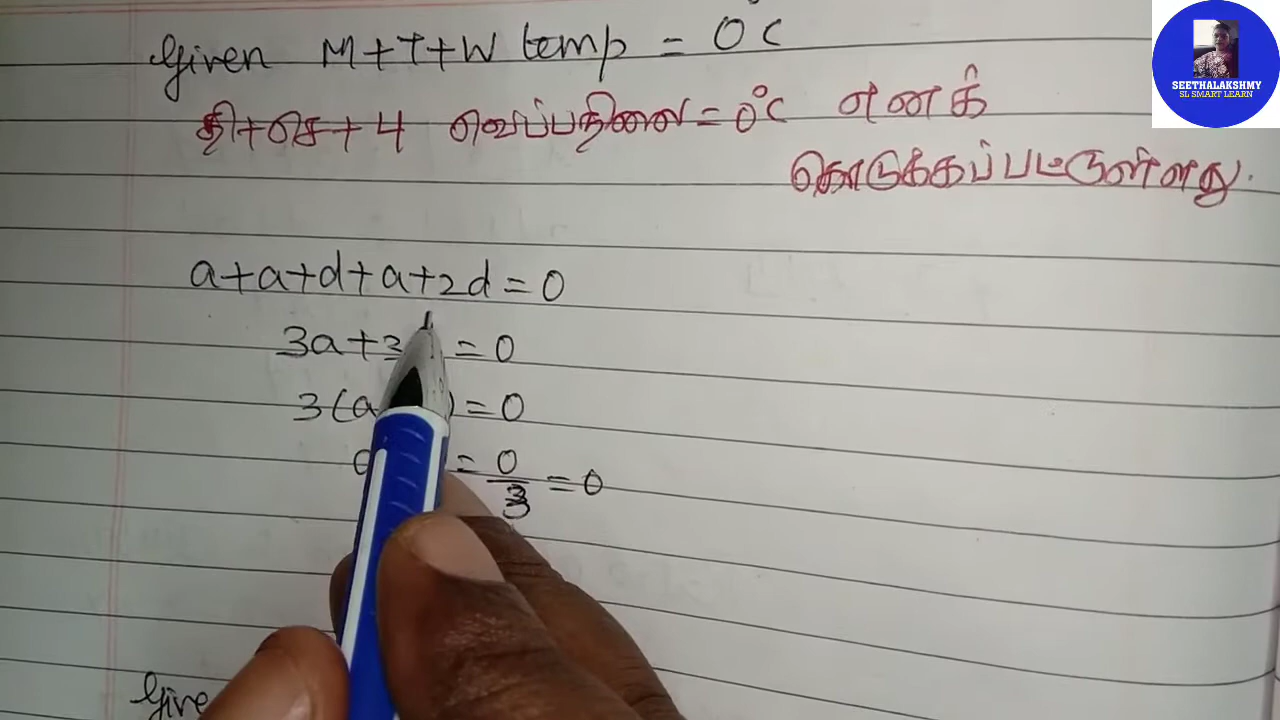 Given M+T+W temp = 0°C
SEETHALAKSHMY
SL SMART LEARN
தி+செ+4 வெப்பநிலை = 0°C எனக்
கொடுக்கப்பட்டுள்ளது.
a+a+d+a+2d=0
3a+3 =0
3(a )=0
= 0/3 = 0
Give